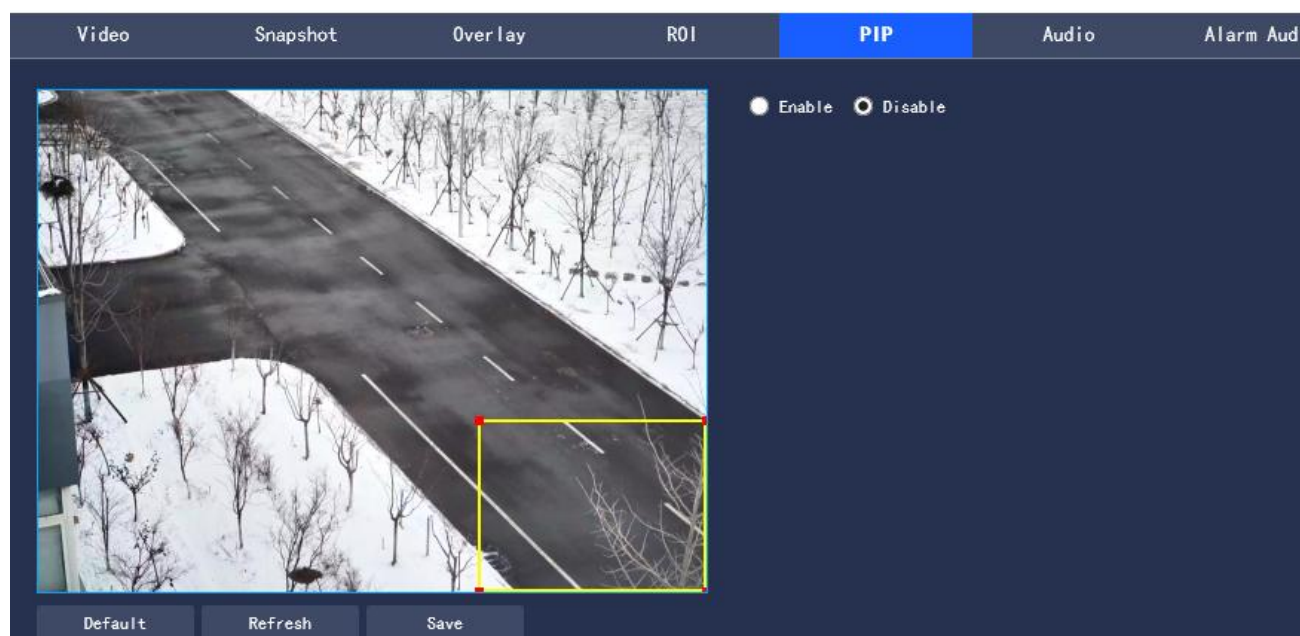 Video Snapshot Overlay ROI PIP Audio Alarm Aud
Enable Disable
Default Refresh Save